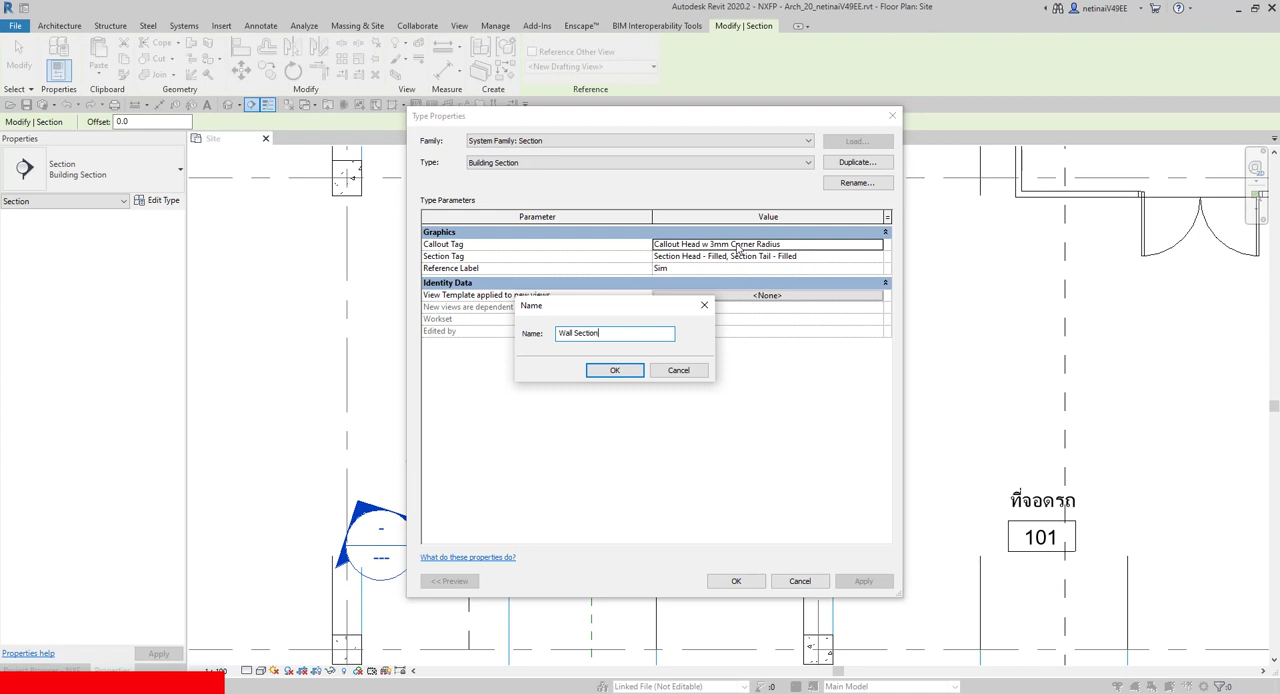 Autodesk Revit 2020.2 - NXFP - Arch_20_netinaiV49EE.rvt - Floor Plan: Site
netinaiV49EE
File Architecture Structure Steel Systems Insert Annotate Analyze Massing & Site Collaborate View Manage Add-Ins Enscape™ BIM Interoperability Tools Modify | Section
Modify
Paste
Cope
Cut
Join
Reference Other View
<New Drafting View>
Select Properties Clipboard Geometry Modify View Measure Create Reference
Modify | Section Offset: 0.0
Properties
Site
Section
Building Section
Section
Edit Type
Type Properties
Family: System Family: Section Load...
Type: Building Section Duplicate...
Rename...
Type Parameters
Parameter Value =
Graphics
Callout Tag Callout Head w 3mm Corner Radius
Section Tag Section Head - Filled, Section Tail - Filled
Reference Label Sim
Identity Data
View Template applied to new views <None>
New views are dependent
Workset
Edited by
Name
Name: Wall Section
OK Cancel
What do these properties do?
<< Preview OK Cancel Apply
-
---
ที่จอดรถ
101
Properties help Apply
Linked File (Not Editable) :0 Main Model :0